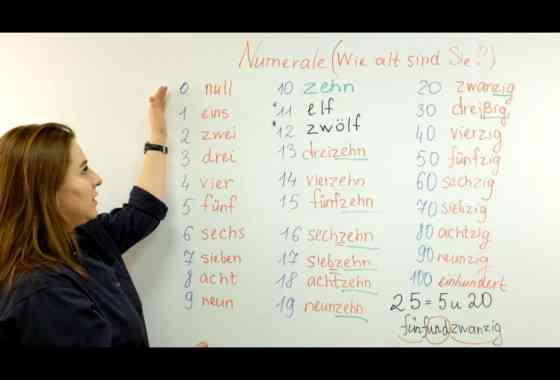 Numerale (Wie alt sind Sie?)
0 null
1 eins
2 zwei
3 drei
4 vier
5 fünf
6 sechs
7 sieben
8 acht
9 neun
10 zehn
*11 elf
*12 zwölf
13 dreizehn
14 vierzehn
15 fünfzehn
16 sechzehn
17 siebzehn
18 achtzehn
19 neunzehn
20 zwanzig
30 dreißig
40 vierzig
50 fünfzig
60 sechzig
70 siebzig
80 achtzig
90 neunzig
100 einhundert
25 = 5 u 20
fünfundzwanzig